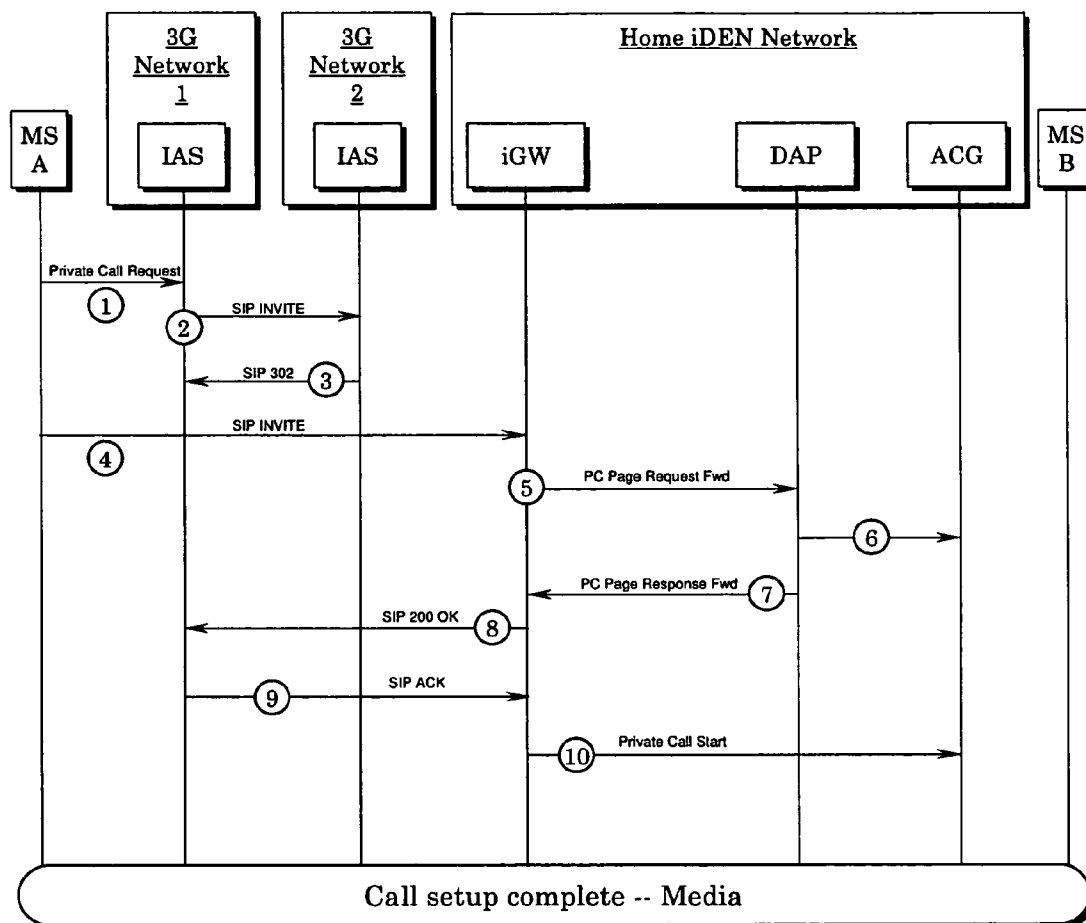 3G
Network
1
3G
Network
2
Home iDEN Network
MS
A
IAS
IAS
iGW
DAP
ACG
MS
B
Private Call Request
1
2
SIP INVITE
SIP 302
3
SIP INVITE
4
5
PC Page Request Fwd
6
PC Page Response Fwd
7
SIP 200 OK
8
9
SIP ACK
10
Private Call Start
Call setup complete -- Media